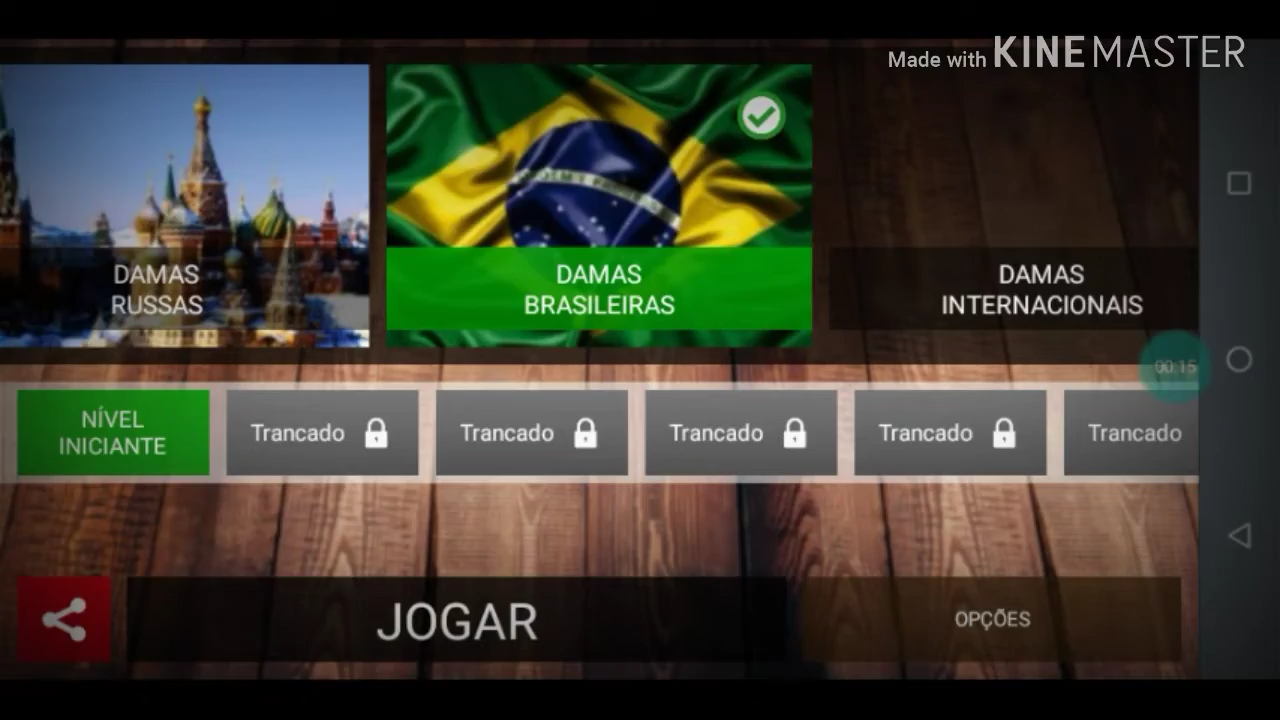 Made with KINEMASTER
DAMAS
RUSSAS
DAMAS
BRASILEIRAS
DAMAS
INTERNACIONAIS
00:15
NÍVEL
INICIANTE
Trancado
Trancado
Trancado
Trancado
Trancado
JOGAR
OPÇÕES